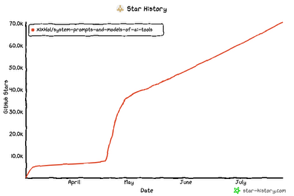 Star History
x1xhlol/system-prompts-and-models-of-ai-tools
70.0k
60.0k
50.0k
40.0k
30.0k
20.0k
10.0k
GitHub Stars
April
May
June
July
Date
star-history.com